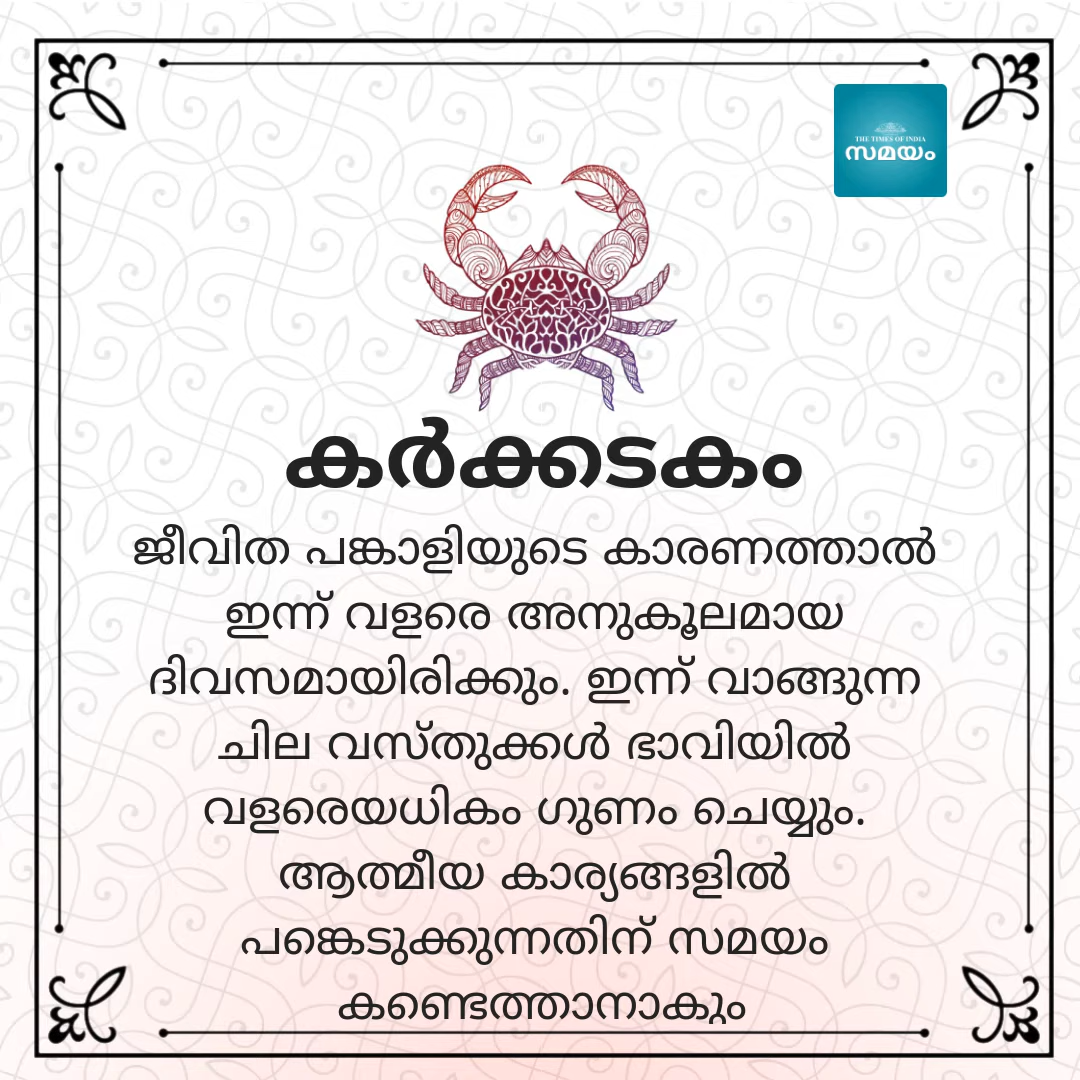 THE TIMES OF INDIA
സമയം
കർക്കടകം
ജീവിത പങ്കാളിയുടെ കാരണത്താൽ
ഇന്ന് വളരെ അനുകൂലമായ
ദിവസമായിരിക്കും. ഇന്ന് വാങ്ങുന്ന
ചില വസ്തുക്കൾ ഭാവിയിൽ
വളരെയധികം ഗുണം ചെയ്യും.
ആത്മീയ കാര്യങ്ങളിൽ
പങ്കെടുക്കുന്നതിന് സമയം
കണ്ടെത്താനാകും